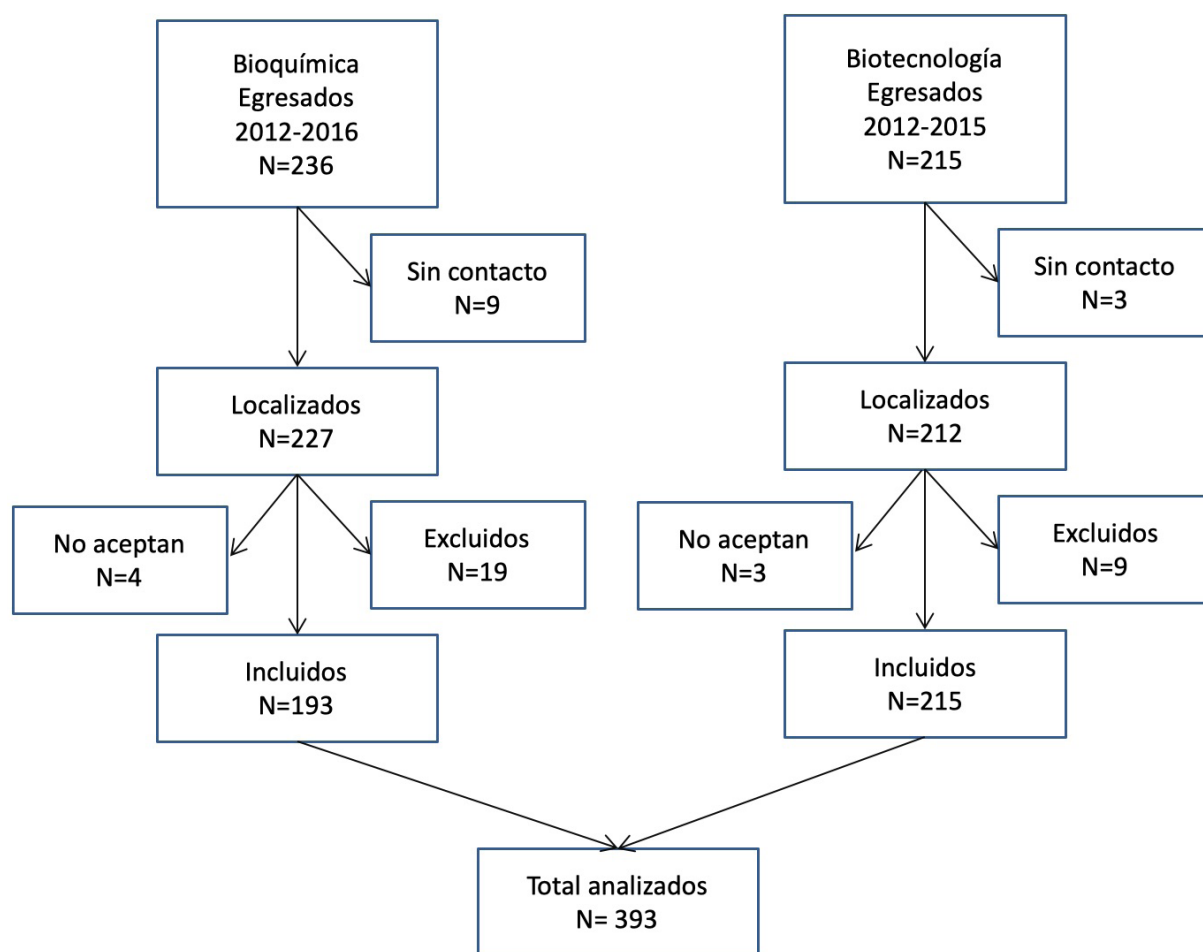 Bioquímica
Egresados
2012-2016
N=236
Biotecnología
Egresados
2012-2015
N=215
Sin contacto
N=9
Sin contacto
N=3
Localizados
N=227
Localizados
N=212
No aceptan
N=4
Excluidos
N=19
No aceptan
N=3
Excluidos
N=9
Incluidos
N=193
Incluidos
N=215
Total analizados
N= 393